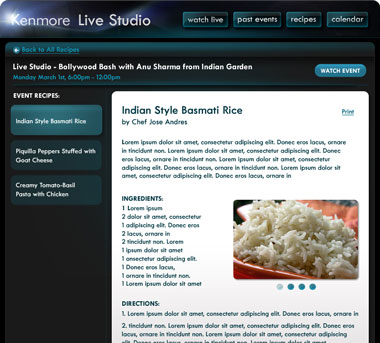 Kenmore Live Studio
watch live
past events
recipes
calendar
Back to All Recipes
Live Studio - Bollywood Bash with Anu Sharma from Indian Garden
Monday March 1st, 6:00pm - 12:00pm
WATCH EVENT
EVENT RECIPES:
Indian Style Basmati Rice
Piquilla Peppers Stuffed with
Goat Cheese
Creamy Tomato-Basil
Pasta with Chicken
Indian Style Basmati Rice
Print
by Chef Jose Andres
Lorem ipsum dolor sit amet, consectetur adipiscing elit. Donec eros lacus, ornare in
tincidunt non. Lorem ipsum dolor sit amet, consectetur adipiscing elit. Donec
eros lacus, ornare in tincidunt non. Lorem ipsum dolor sit amet, consectetur
adipiscing elit. Donec eros lacus, ornare in tincidunt non. Lorem ipsum dolor sit
amet, consectetur adipiscing elit. Donec eros lacus, ornare in
INGREDIENTS:
1 Lorem ipsum
2 dolor sit amet, consectetur
1 adipiscing elit. Donec
2 eros lacus, ornare in
2 tincidunt non. Lorem
1 ipsum dolor sit amet
1 onsectetur adipiscing
1 elit. Donec
1 eros lacus,
1 ornare in
2 tincidunt non.
DIRECTIONS:
1. Lorem ipsum dolor sit amet, consectetur adipiscing elit. Donec eros lacus, ornare in
2. tincidunt non. Lorem ipsum dolor sit amet, consectetur adipiscing elit. Donec
eros lacus, ornare in tincidunt non. Lorem ipsum dolor sit amet, consectetur